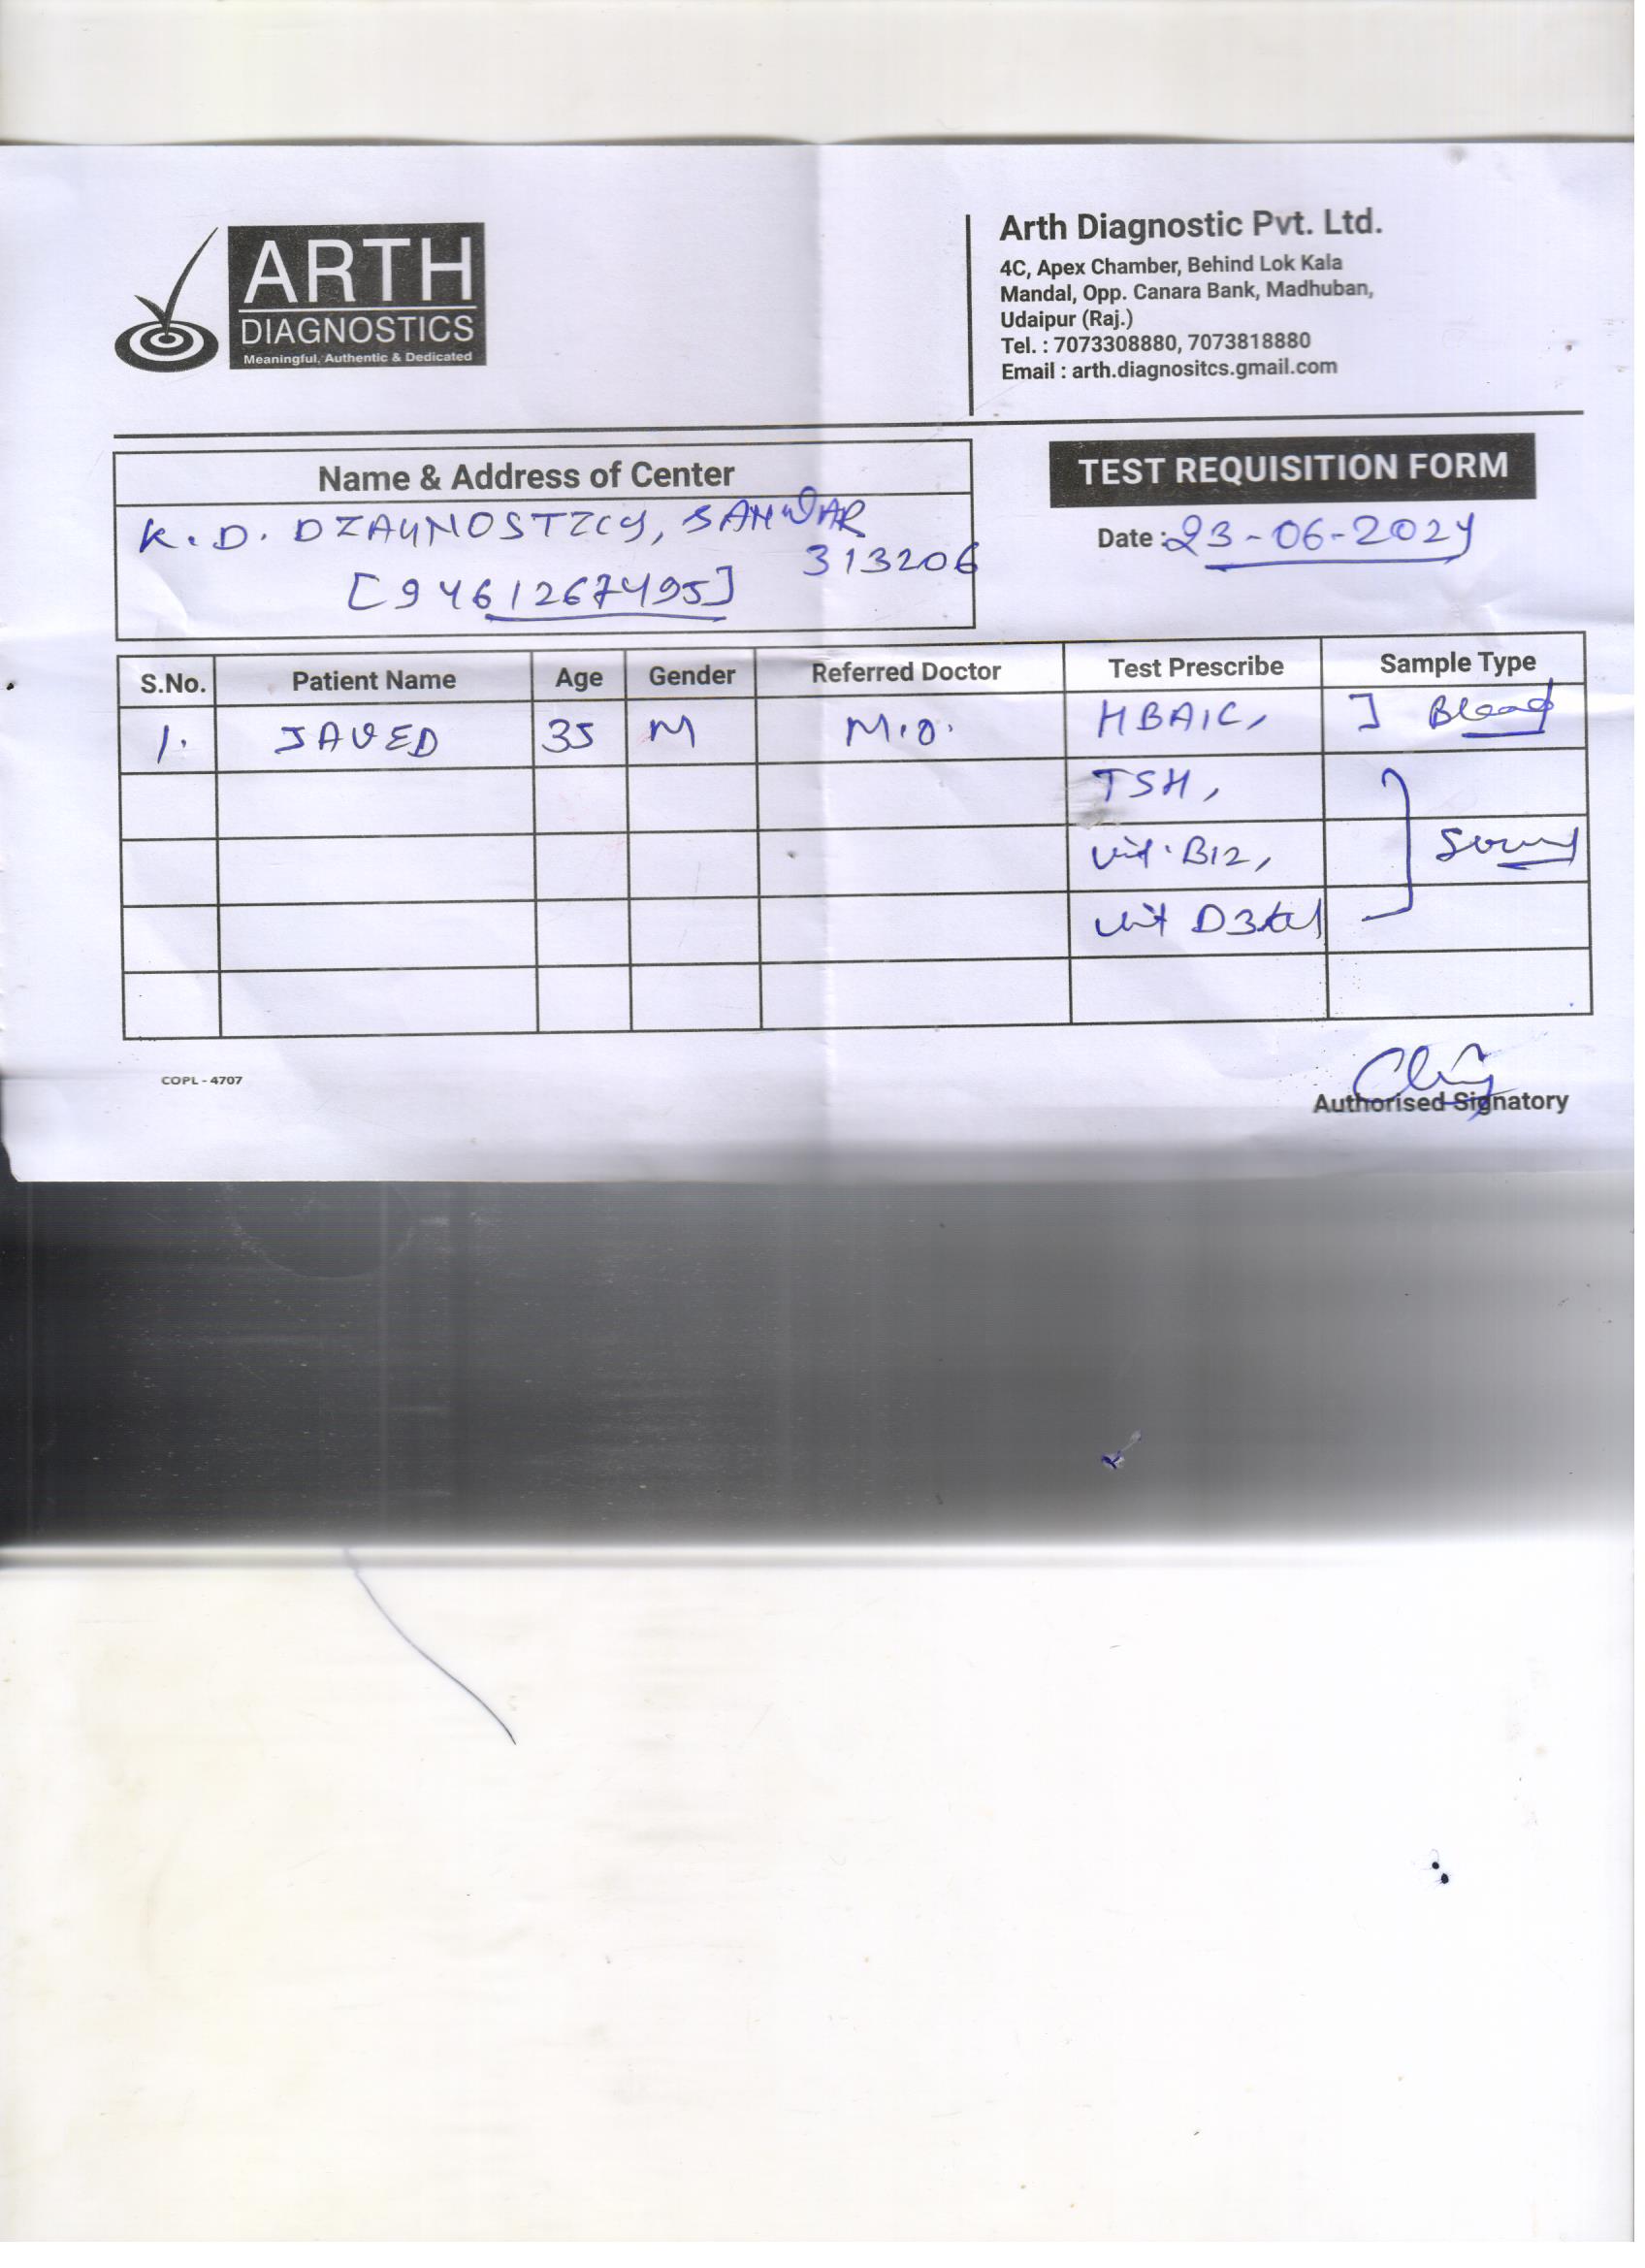 ARTH
DIAGNOSTICS
Meaningful, Authentic & Dedicated
Arth Diagnostic Pvt. Ltd.
4C, Apex Chamber, Behind Lok Kala
Mandal, Opp. Canara Bank, Madhuban,
Udaipur (Raj.)
Tel. : 7073308880, 7073818880
Email : arth.diagnositcs.gmail.com
Name & Address of Center
K.D. DIAGNOSTICS, SANWAR
313206
[9461267495]
TEST REQUISITION FORM
Date : 23-06-2024
S.No. Patient Name Age Gender Referred Doctor Test Prescribe Sample Type
1. JAVED 35 M M.O. HBA1C, ] Blood
TSH,
Vit. B12, Serum
Vit D3
COPL - 4707
Authorised Signatory